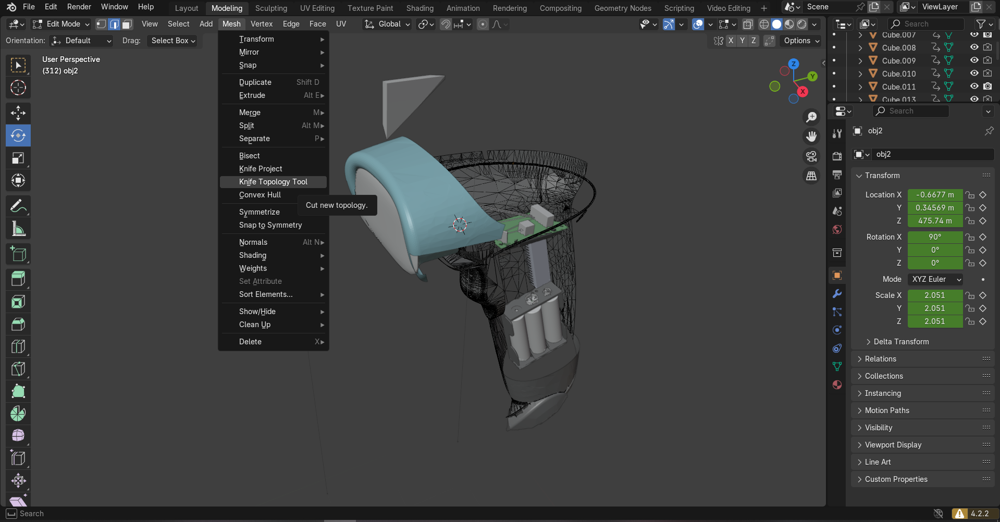 File Edit Render Window Help Layout Modeling Sculpting UV Editing Texture Paint Shading Animation Rendering Compositing Geometry Nodes Scripting Video Editing + Scene ViewLayer
Edit Mode View Select Add Mesh Vertex Edge Face UV Global Search
Orientation: Default Drag: Select Box X Y Z Options
User Perspective
(312) obj2
Transform
Mirror
Snap
Duplicate Shift D
Extrude Alt E
Merge M
Split Alt M
Separate P
Bisect
Knife Project
Knife Topology Tool
Convex Hull
Cut new topology.
Symmetrize
Snap to Symmetry
Normals Alt N
Shading
Weights
Set Attribute
Sort Elements...
Show/Hide
Clean Up
Delete X
Z
Y
X
Cube.007
Cube.008
Cube.009
Cube.010
Cube.011
Cube.013
Search
obj2
obj2
Transform
Location X -0.6677 m
Y 0.34569 m
Z 475.74 m
Rotation X 90°
Y 0°
Z 0°
Mode XYZ Euler
Scale X 2.051
Y 2.051
Z 2.051
Delta Transform
Relations
Collections
Instancing
Motion Paths
Visibility
Viewport Display
Line Art
Custom Properties
Search 4.2.2